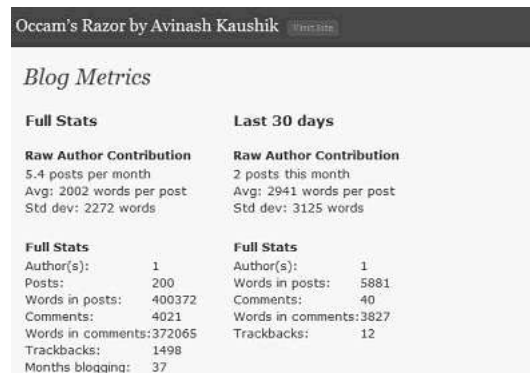 Occam's Razor by Avinash Kaushik Visit Site
Blog Metrics
Full Stats
Raw Author Contribution
5.4 posts per month
Avg: 2002 words per post
Std dev: 2272 words
Full Stats
Author(s): 1
Posts: 200
Words in posts: 400372
Comments: 4021
Words in comments: 372065
Trackbacks: 1498
Months blogging: 37
Last 30 days
Raw Author Contribution
2 posts this month
Avg: 2941 words per post
Std dev: 3125 words
Full Stats
Author(s): 1
Words in posts: 5881
Comments: 40
Words in comments: 3827
Trackbacks: 12